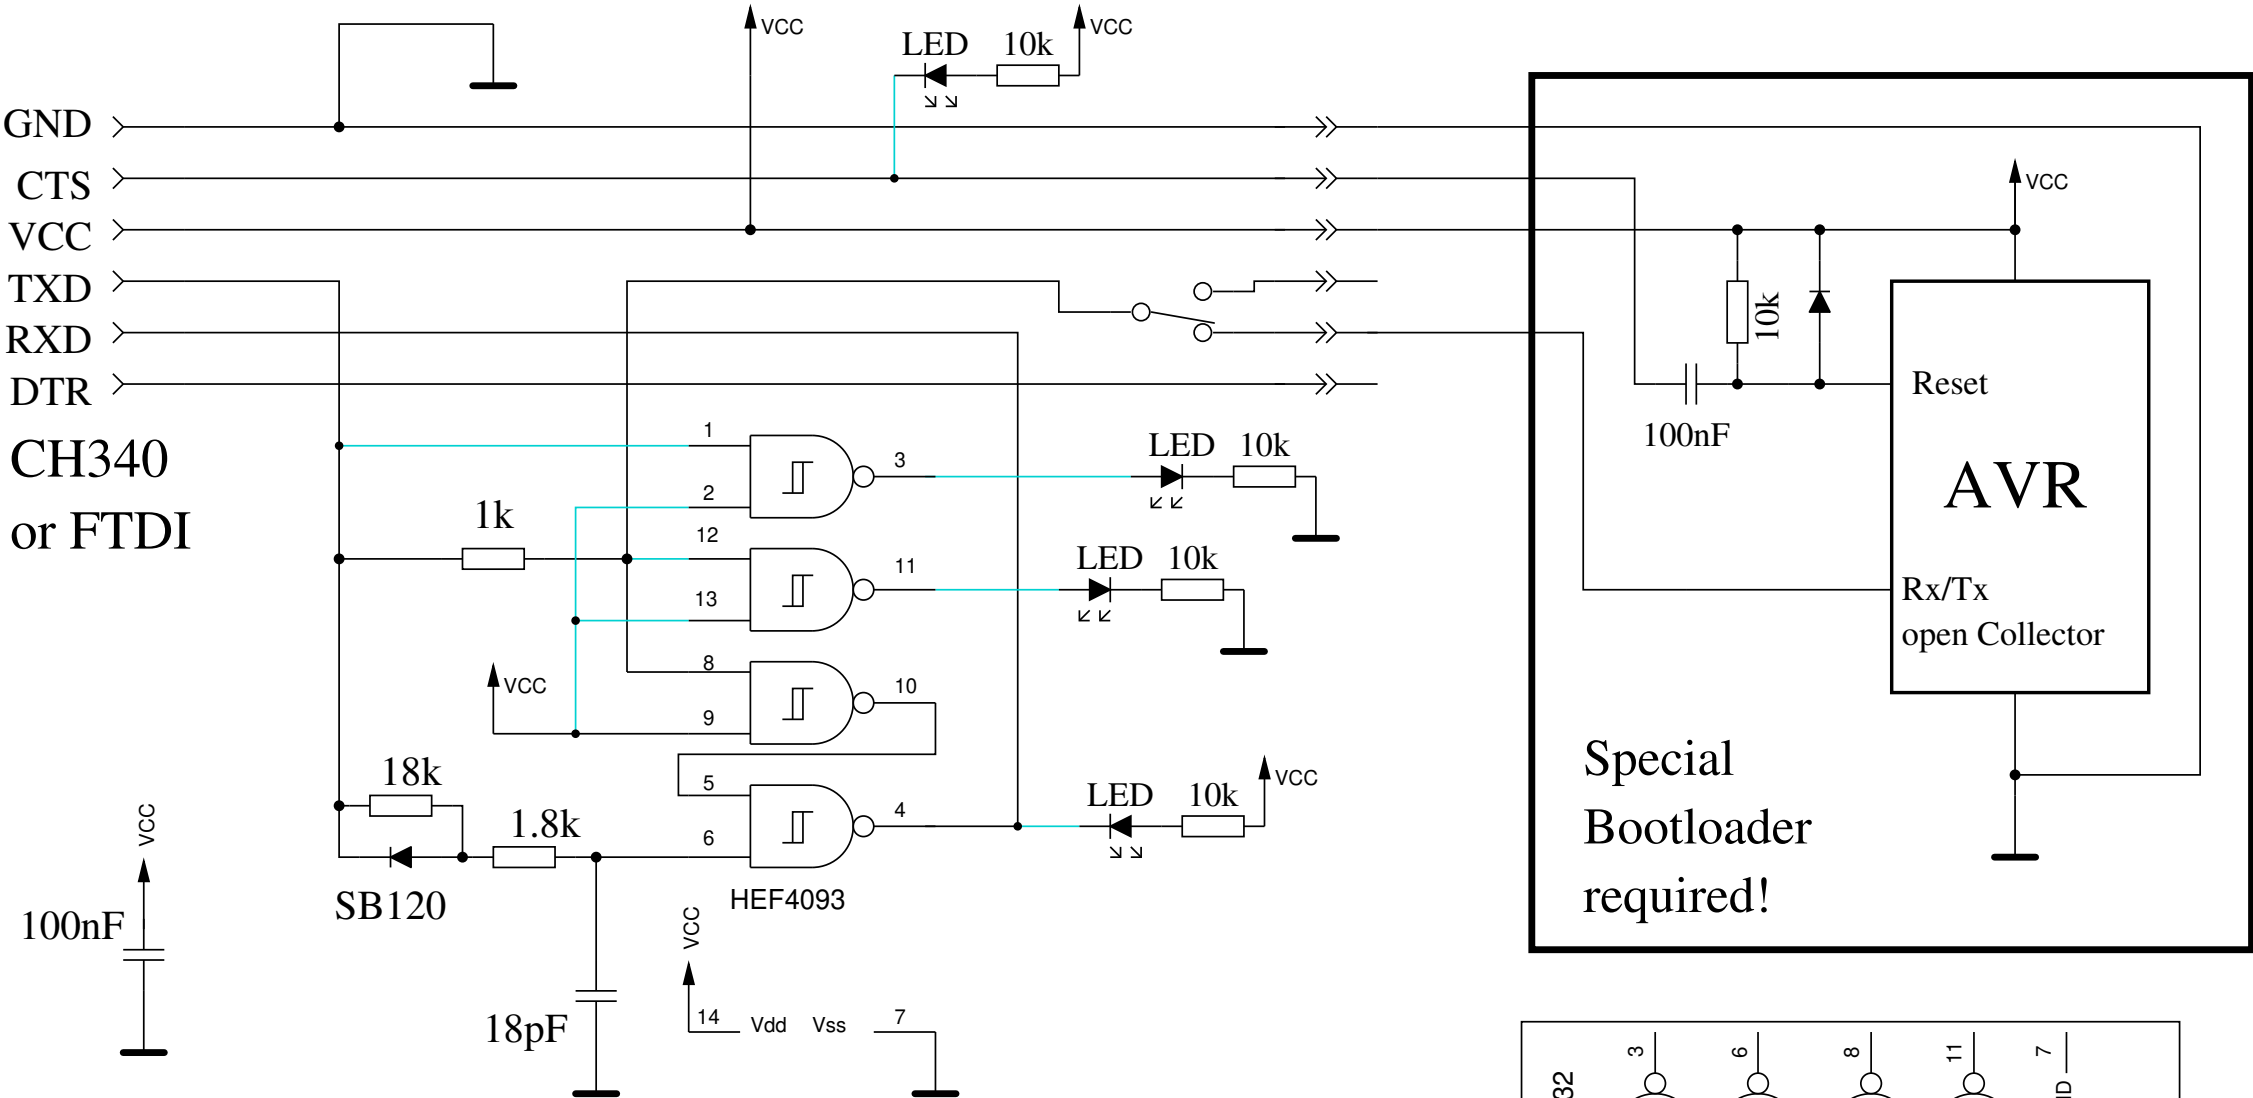 VCC
LED 10k VCC
GND
CTS
VCC
VCC
TXD
RXD
10k
DTR
Reset
100nF
CH340
or FTDI
1
2
3
LED 10k
AVR
1k
12
13
11
LED 10k
Rx/Tx
open Collector
VCC
8
9
10
18k
5
6
4
LED 10k VCC
1.8k
SB120
HEF4093
Special
Bootloader
required!
VCC
100nF
18pF
VCC
14 Vdd Vss 7
3 6 8 11 7